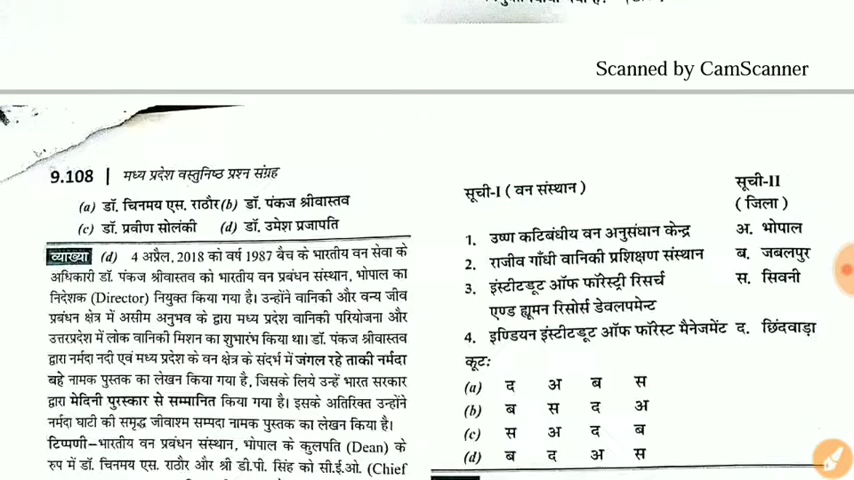 Scanned by CamScanner
9.108 | मध्य प्रदेश वस्तुनिष्ठ प्रश्न संग्रह
(a) डॉ. चिनमय एस. राठौर (b) डॉ. पंकज श्रीवास्तव
(c) डॉ. प्रवीण सोलंकी (d) डॉ. उमेश प्रजापति
व्याख्या (d) 4 अप्रैल, 2018 को वर्ष 1987 बैच के भारतीय वन सेवा के
अधिकारी डॉ. पंकज श्रीवास्तव को भारतीय वन प्रबंधन संस्थान, भोपाल का
निदेशक (Director) नियुक्त किया गया है। उन्होंने वानिकी और वन्य जीव
प्रबंधन क्षेत्र में असीम अनुभव के द्वारा मध्य प्रदेश वानिकी परियोजना और
उत्तरप्रदेश में लोक वानिकी मिशन का शुभारंभ किया था। डॉ. पंकज श्रीवास्तव
द्वारा नर्मदा नदी एवं मध्य प्रदेश के वन क्षेत्र के संदर्भ में जंगल रहे ताकी नर्मदा
बहे नामक पुस्तक का लेखन किया गया है, जिसके लिये उन्हें भारत सरकार
द्वारा मेदिनी पुरस्कार से सम्मानित किया गया है। इसके अतिरिक्त उन्होंने
नर्मदा घाटी की समृद्ध जीवाश्म सम्पदा नामक पुस्तक का लेखन किया है।
टिप्पणी–भारतीय वन प्रबंधन संस्थान, भोपाल के कुलपति (Dean) के
रुप में डॉ. चिनमय एस. राठौर और श्री डी.पी. सिंह को सी.ई.ओ. (Chief
सूची-I ( वन संस्थान ) सूची-II
( जिला )
1. उष्ण कटिबंधीय वन अनुसंधान केन्द्र अ. भोपाल
2. राजीव गाँधी वानिकी प्रशिक्षण संस्थान ब. जबलपुर
3. इंस्टीटडूट ऑफ फॉरेस्ट्री रिसर्च स. सिवनी
एण्ड ह्यूमन रिसोर्स डेवलपमेन्ट
4. इण्डियन इंस्टीटडूट ऑफ फॉरेस्ट मैनेजमेंट द. छिंदवाड़ा
कूटः
(a) द अ ब स
(b) ब स द अ
(c) स अ द ब
(d) ब द अ स